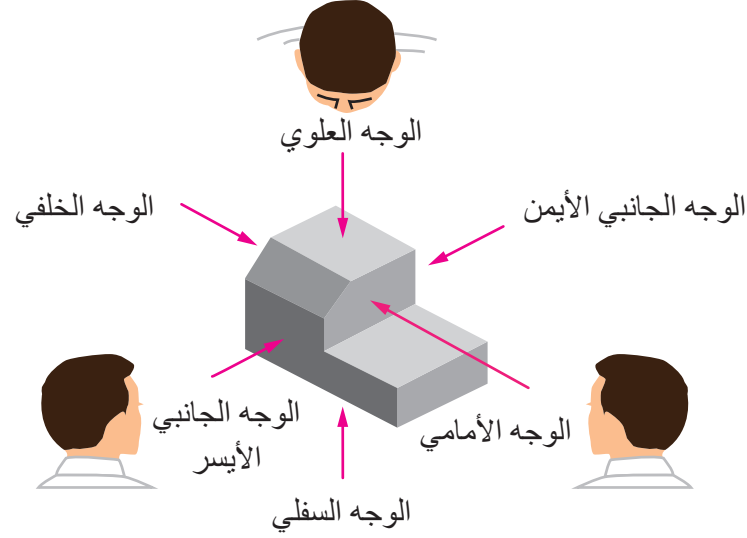 الوجه العلوي
الوجه الجانبي الأيمن
الوجه الخلفي
الوجه الأمامي
الوجه الجانبي
الأيسر
الوجه السفلي